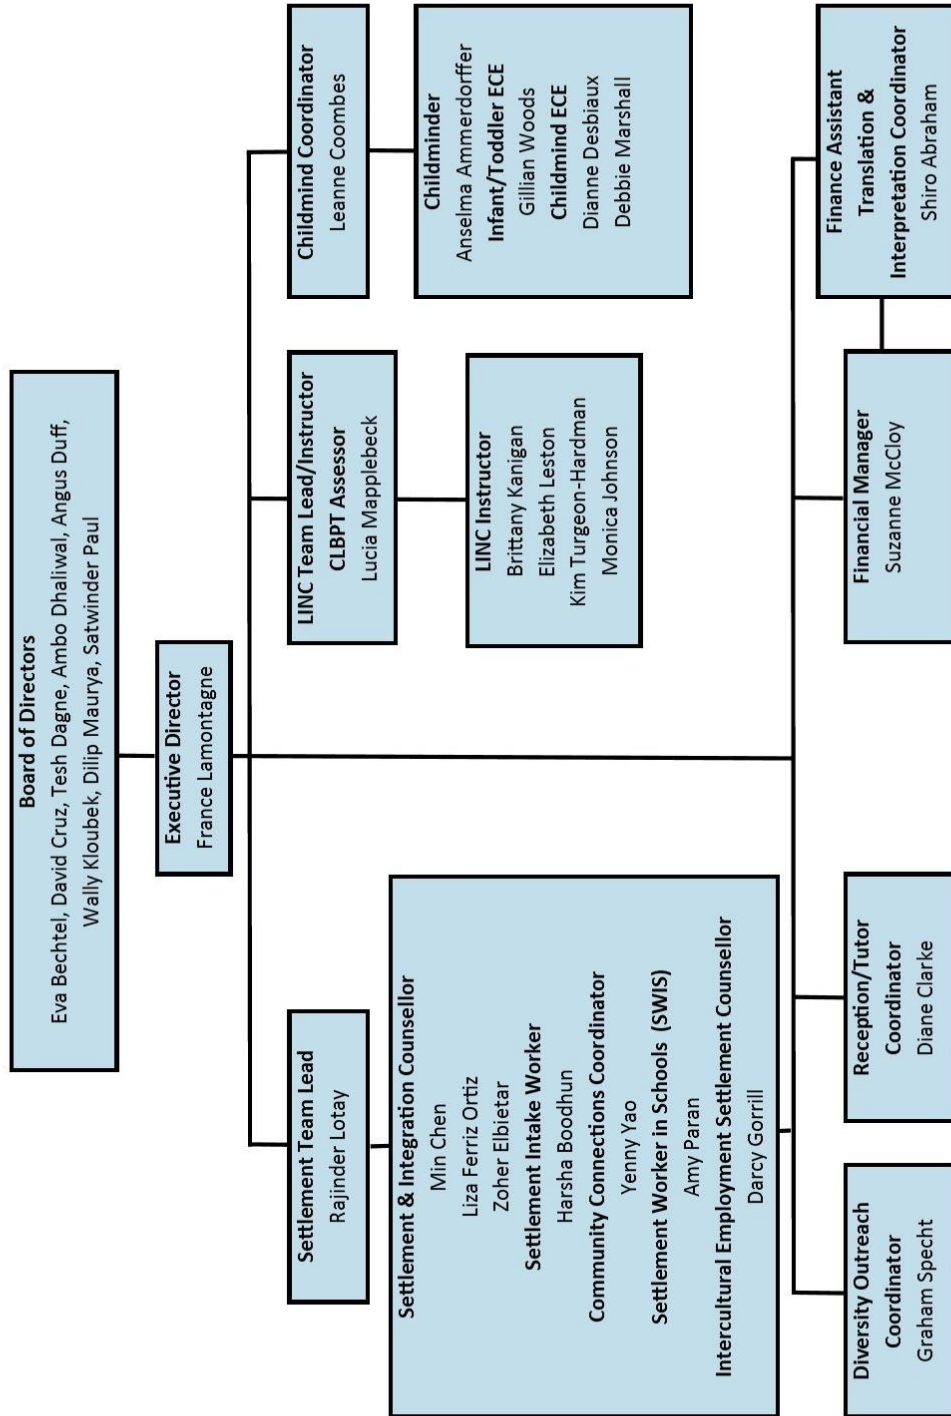 Board of Directors
Eva Bechtel, David Cruz, Tesh Dagne, Ambo Dhaliwal, Angus Duff,
Wally Kloubek, Dilip Maurya, Satwinder Paul
Executive Director
France Lamontagne
Settlement Team Lead
Rajinder Lotay
Settlement & Integration Counsellor
Min Chen
Liza Ferriz Ortiz
Zoher Elbietar
Settlement Intake Worker
Harsha Boodhun
Community Connections Coordinator
Yenny Yao
Settlement Worker in Schools (SWIS)
Amy Paran
Intercultural Employment Settlement Counsellor
Darcy Gorrill
LINC Team Lead/Instructor
CLBPT Assessor
Lucia Mapplebeck
LINC Instructor
Brittany Kanigan
Elizabeth Leston
Kim Turgeon-Hardman
Monica Johnson
Childmind Coordinator
Leanne Coombes
Childminder
Anselma Ammerdorffer
Infant/Toddler ECE
Gillian Woods
Childmind ECE
Dianne Desbiaux
Debbie Marshall
Diversity Outreach
Coordinator
Graham Specht
Reception/Tutor
Coordinator
Diane Clarke
Financial Manager
Suzanne McCloy
Finance Assistant
Translation &
Interpretation Coordinator
Shiro Abraham